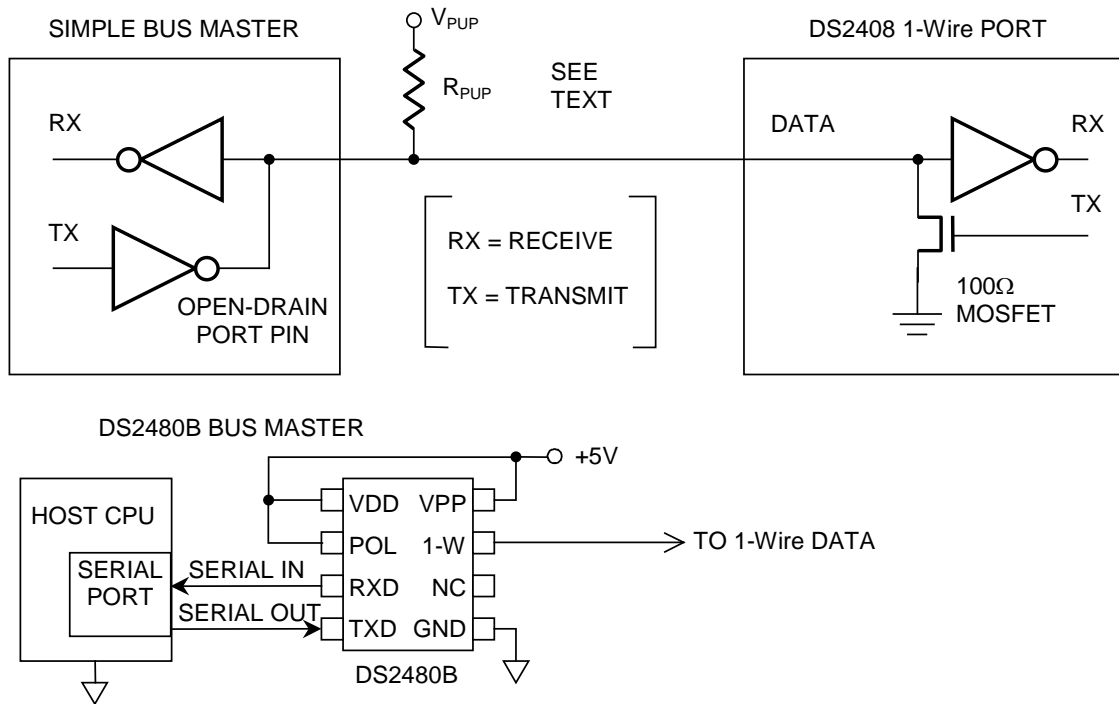 SIMPLE BUS MASTER
VPUP
DS2408 1-Wire PORT
RPUP
SEE
TEXT
RX
DATA
RX
TX
TX
RX = RECEIVE
TX = TRANSMIT
OPEN-DRAIN
PORT PIN
100Ω
MOSFET
DS2480B BUS MASTER
+5V
HOST CPU
VDD
VPP
POL
1-W
TO 1-Wire DATA
SERIAL
PORT
SERIAL IN
RXD
NC
SERIAL OUT
TXD
GND
DS2480B